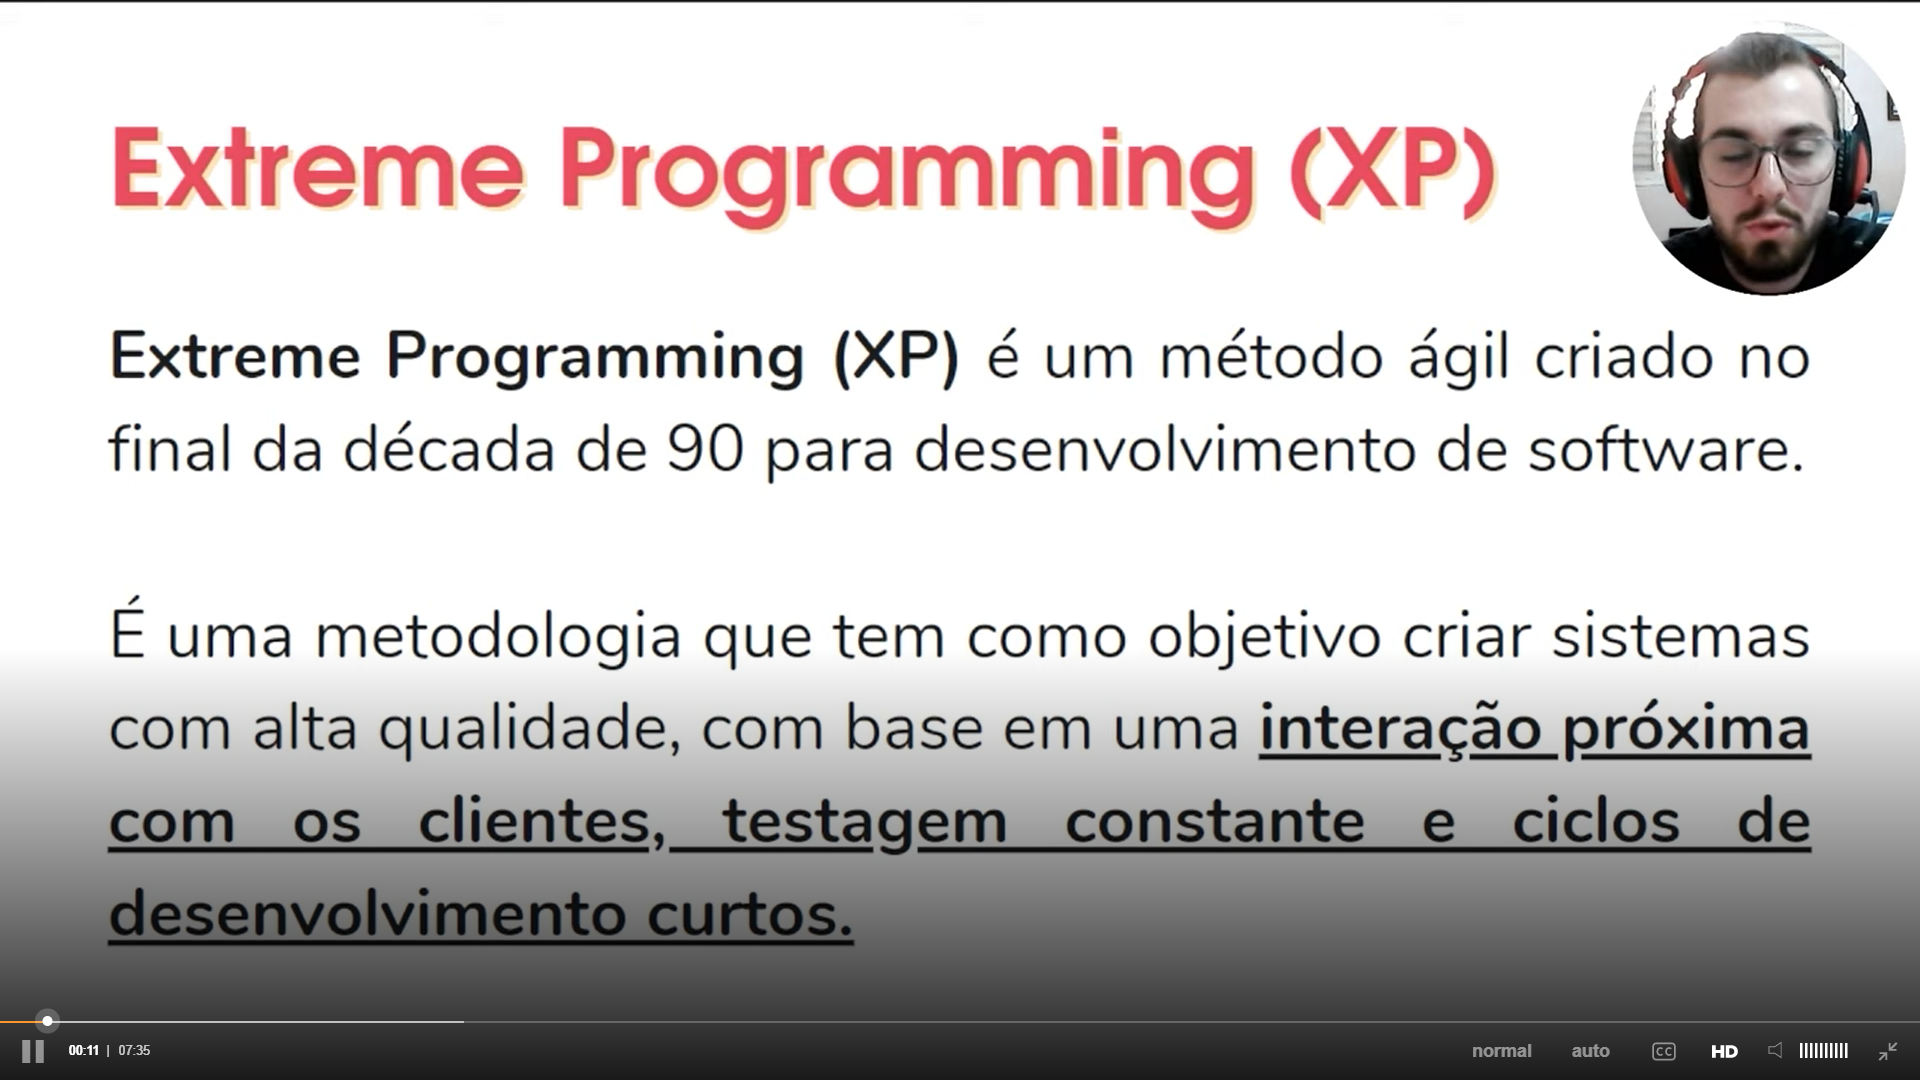 Extreme Programming (XP)
Extreme Programming (XP) é um método ágil criado no
final da década de 90 para desenvolvimento de software.
É uma metodologia que tem como objetivo criar sistemas
com alta qualidade, com base em uma interação próxima
com os clientes, testagem constante e ciclos de
desenvolvimento curtos.
00:11 | 07:35 normal auto CC HD